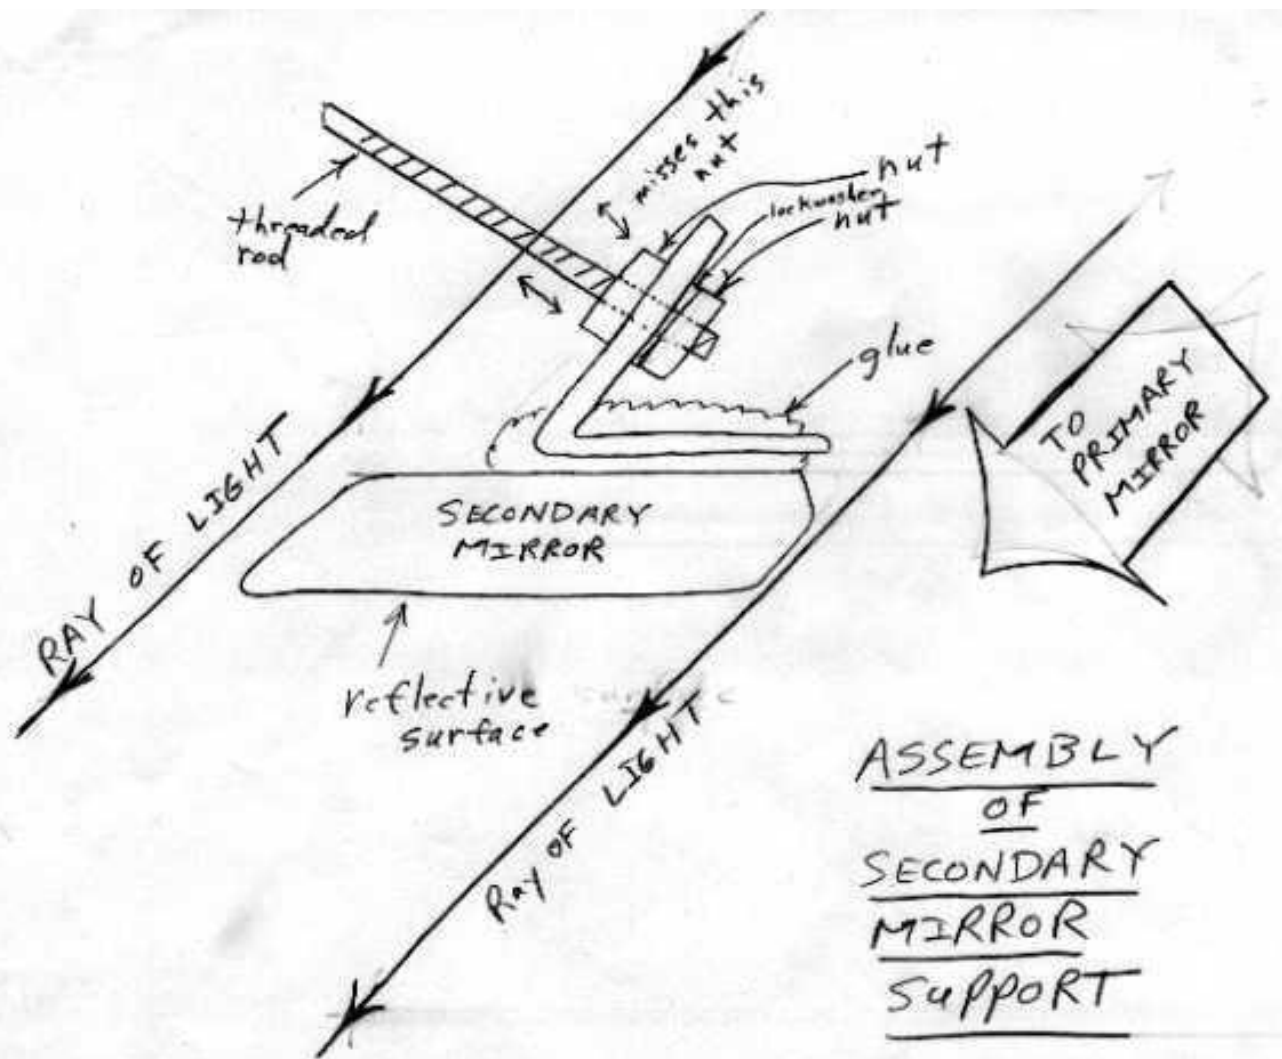 misses this
nut
nut
lockwasher
nut
threaded
rod
glue
TO
PRIMARY
MIRROR
RAY OF LIGHT
SECONDARY
MIRROR
reflective
surface
RAY OF LIGHT
ASSEMBLY
OF
SECONDARY
MIRROR
SUPPORT